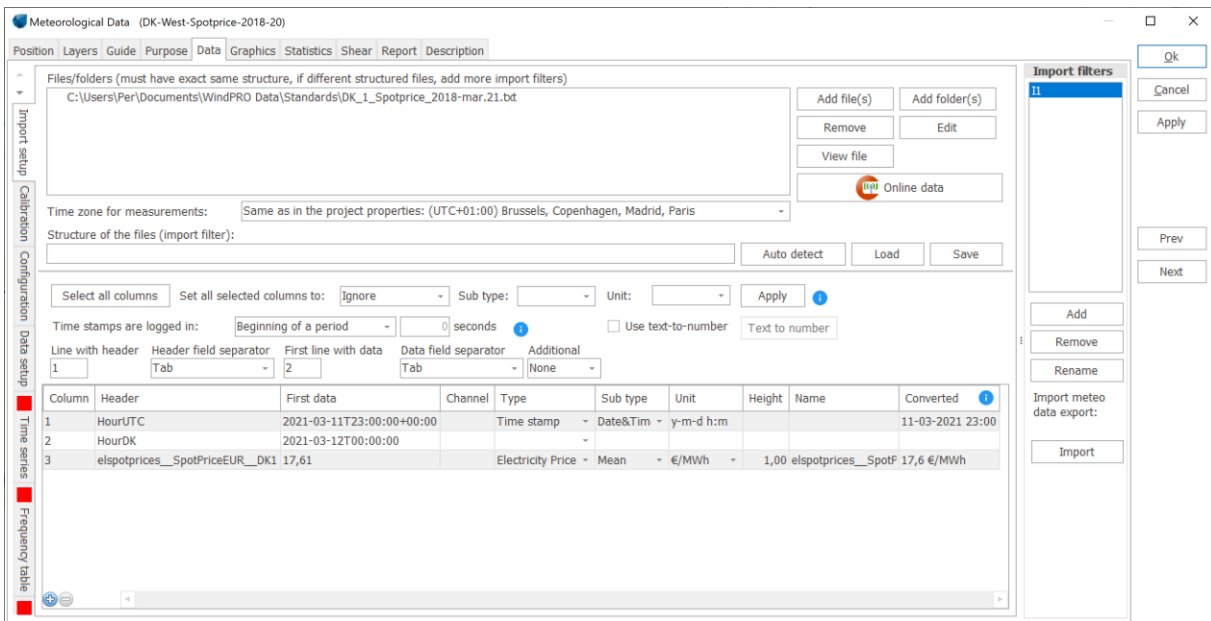 Meteorological Data (DK-West-Spotprice-2018-20)
Position Layers Guide Purpose Data Graphics Statistics Shear Report Description
Ok
Cancel
Apply
Prev
Next
Import setup
Calibration
Configuration
Data setup
Time series
Frequency table
Files/folders (must have exact same structure, if different structured files, add more import filters)
C:\Users\Per\Documents\WindPRO Data\Standards\DK_1_Spotprice_2018-mar.21.txt
Add file(s) Add folder(s)
Remove Edit
View file
Online data
Time zone for measurements: Same as in the project properties: (UTC+01:00) Brussels, Copenhagen, Madrid, Paris
Structure of the files (import filter):
Auto detect Load Save
Select all columns Set all selected columns to: Ignore Sub type: Unit: Apply
Time stamps are logged in: Beginning of a period 0 seconds Use text-to-number Text to number
Line with header Header field separator First line with data Data field separator Additional
1 Tab 2 Tab None
Column Header First data Channel Type Sub type Unit Height Name Converted
1 HourUTC 2021-03-11T23:00:00+00:00 Time stamp Date&Tim y-m-d h:m 11-03-2021 23:00
2 HourDK 2021-03-12T00:00:00
3 elspotprices__SpotPriceEUR__DK1 17,61 Electricity Price Mean €/MWh 1,00 elspotprices__SpotF 17,6 €/MWh
Import filters
I1
Add
Remove
Rename
Import meteo
data export:
Import